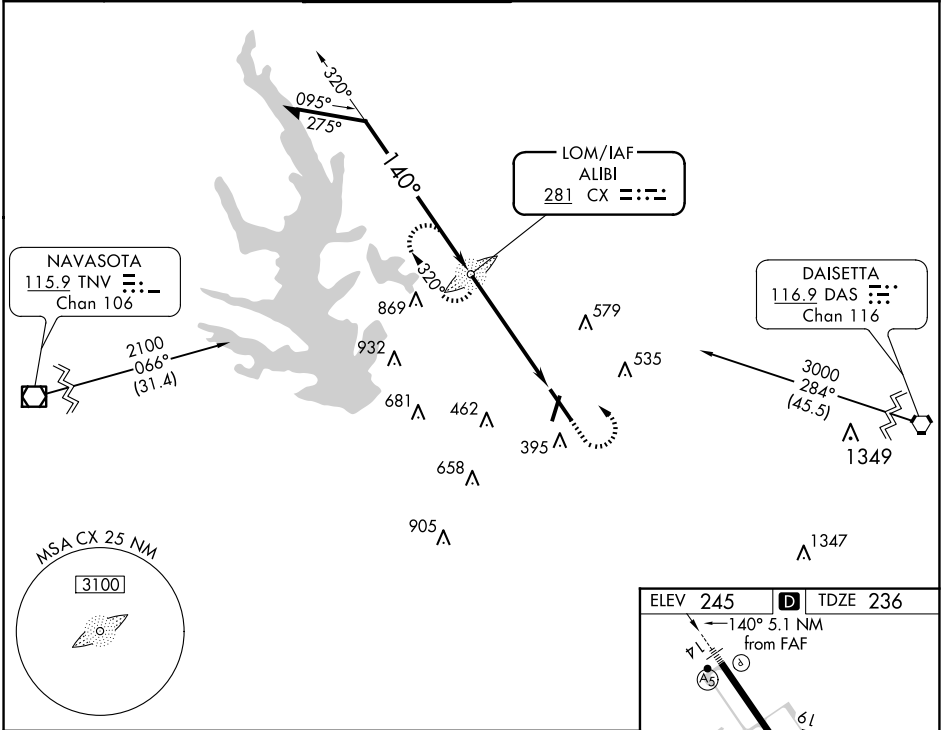 320°
095°
275°
140°
LOM/IAF
ALIBI
281 CX
320°
NAVASOTA
115.9 TNV
Chan 106
DAISETTA
116.9 DAS
Chan 116
869
579
932
535
2100
066°
(31.4)
3000
284°
(45.5)
681
462
395
1349
658
905
1347
MSA CX 25 NM
3100
ELEV 245 D TDZE 236
140° 5.1 NM
from FAF
14
P
A5
19